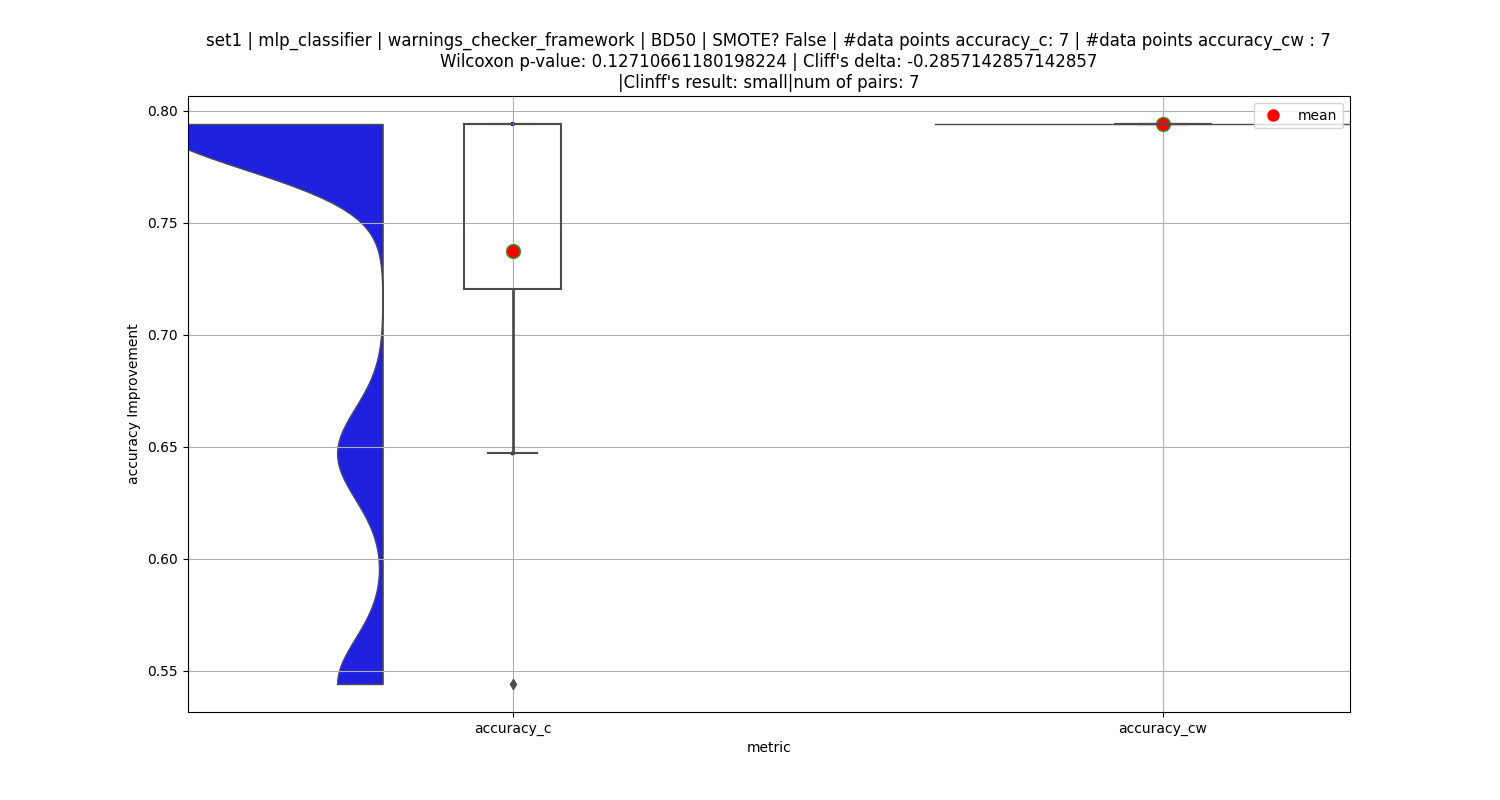 set1 | mlp_classifier | warnings_checker_framework | BD50 | SMOTE? False | #data points accuracy_c: 7 | #data points accuracy_cw : 7
Wilcoxon p-value: 0.12710661180198224 | Cliff's delta: -0.2857142857142857
|Clinff's result: small|num of pairs: 7
mean
0.80
0.75
0.70
0.65
0.60
0.55
accuracy Improvement
accuracy_c
accuracy_cw
metric